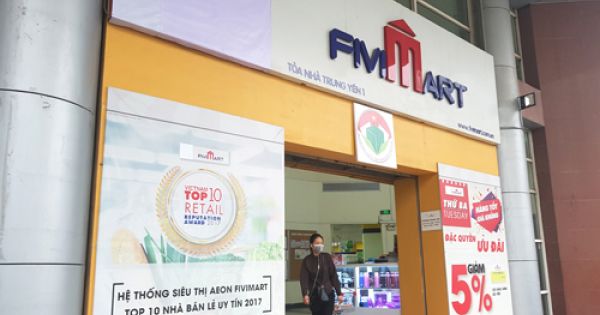 FIVIMART
TÒA NHÀ TRUNG YÊN 1
www.fivimart.com.vn
FIVIMART
VIETNAM
TOP 10
RETAIL
REPUTATION
AWARD 2017
HỆ THỐNG SIÊU THỊ AEON FIVIMART
TOP 10 NHÀ BÁN LẺ UY TÍN 2017
THỨ BA
TUESDAY
HÀNG TỐT
GIÁ KHỦNG
ĐẶC QUYỀN
ƯU ĐÃI
GIẢM
5%